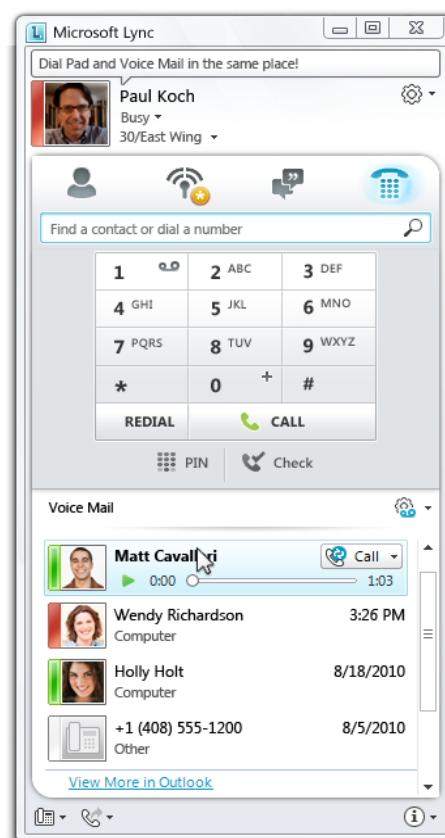 Microsoft Lync
Dial Pad and Voice Mail in the same place!
Paul Koch
Busy
30/East Wing
Find a contact or dial a number
1 2 ABC 3 DEF
4 GHI 5 JKL 6 MNO
7 PQRS 8 TUV 9 WXYZ
* 0 + #
REDIAL CALL
PIN Check
Voice Mail
Matt Call
0:00 1:03
Wendy Richardson 3:26 PM
Computer
Holly Holt 8/18/2010
Computer
+1 (408) 555-1200 8/5/2010
Other
View More in Outlook